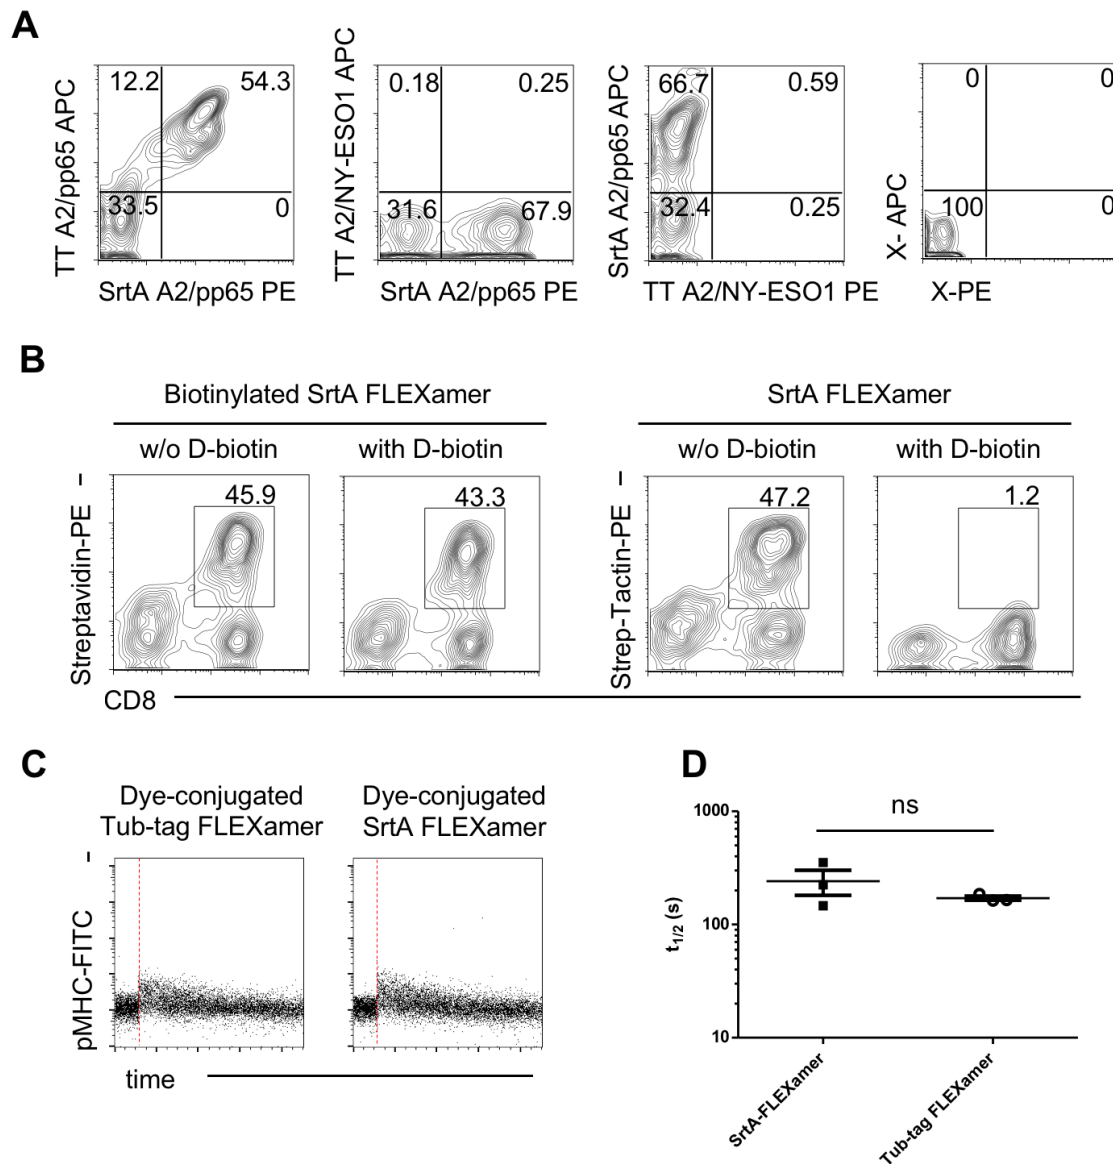 A
TT A2/pp65 APC
12.2 54.3
33.5 0
SrtA A2/pp65 PE
TT A2/NY-ESO1 APC
0.18 0.25
31.6 67.9
SrtA A2/pp65 PE
SrtA A2/pp65 APC
66.7 0.59
32.4 0.25
TT A2/NY-ESO1 PE
X- APC
0 0
100 0
X-PE
B
Biotinylated SrtA FLEXamer
SrtA FLEXamer
w/o D-biotin
with D-biotin
w/o D-biotin
with D-biotin
Streptavidin-PE –
45.9
43.3
Strep-Tactin-PE –
47.2
1.2
CD8
C
Dye-conjugated
Tub-tag FLEXamer
Dye-conjugated
SrtA FLEXamer
pMHC-FITC –
time
D
ns
1000
100
10
t1/2 (s)
SrtA-FLEXamer
Tub-tag FLEXamer